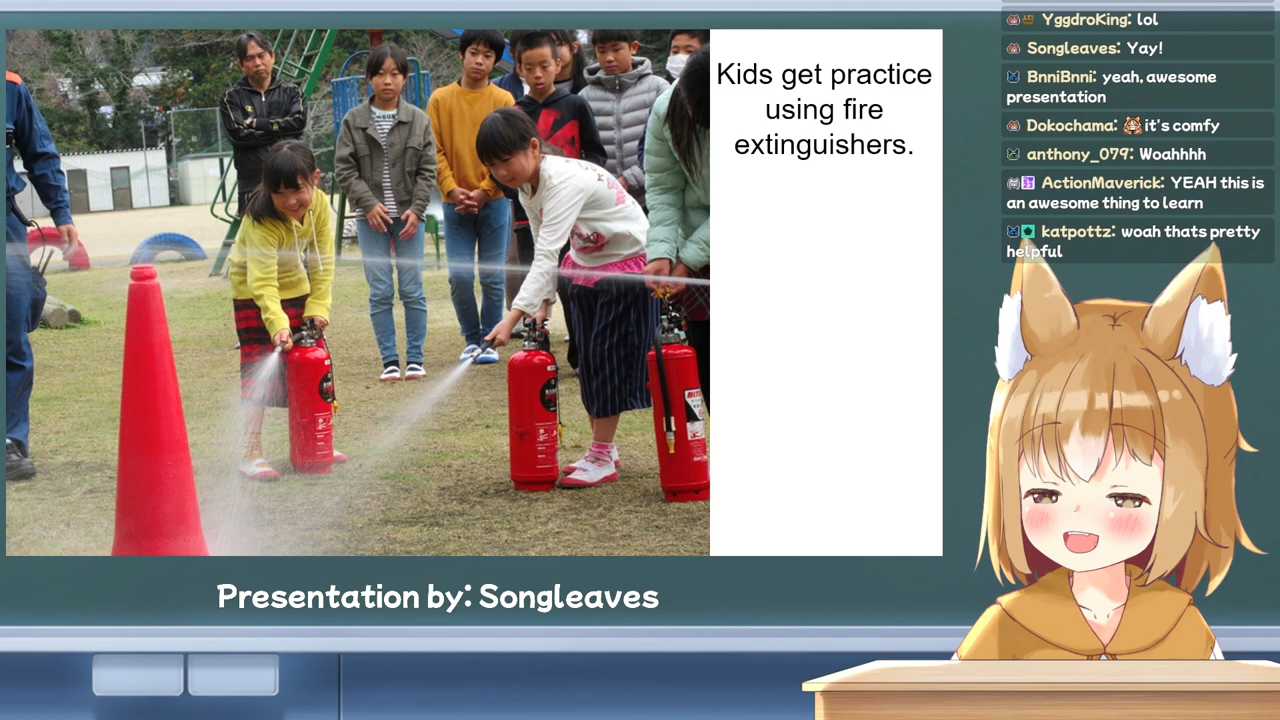 Kids get practice
using fire
extinguishers.
Presentation by: Songleaves
YggdroKing: lol
Songleaves: Yay!
BnniBnni: yeah, awesome
presentation
Dokochama: it's comfy
anthony_079: Woahhhh
ActionMaverick: YEAH this is
an awesome thing to learn
katpottz: woah thats pretty
helpful